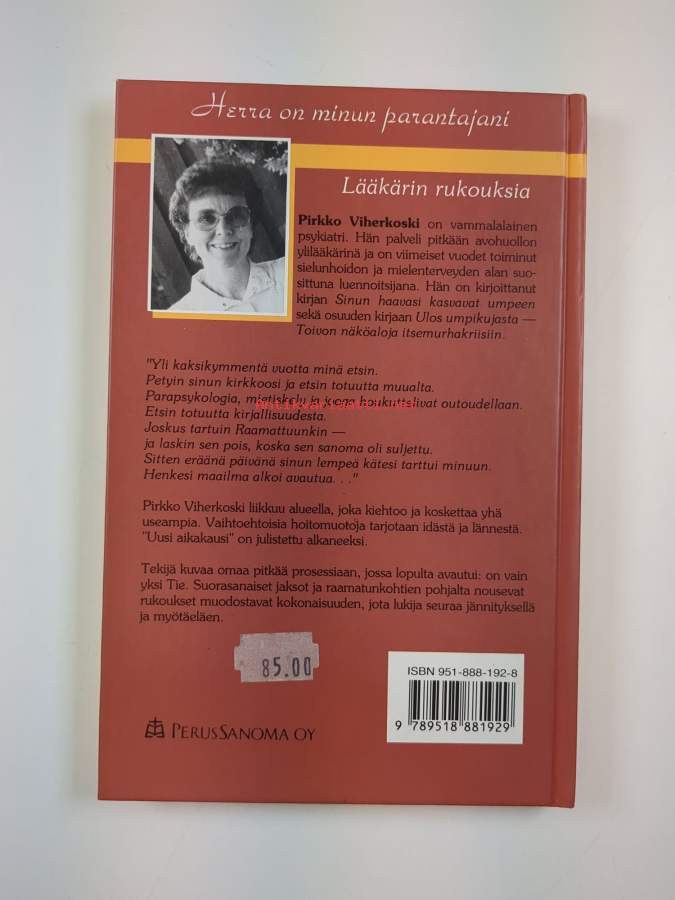 Herra on minun parantajani
Lääkärin rukouksia
Pirkko Viherkoski on vammalalainen
psykiatri. Hän palveli pitkään avohuollon
ylilääkärinä ja on viimeiset vuodet toiminut
sielunhoidon ja mielenterveyden alan suo-
sittuna luennoitsijana. Hän on kirjoittanut
kirjan Sinun haavasi kasvavat umpeen
sekä osuuden kirjaan Ulos umpikujasta —
Toivon näköaloja itsemurhakriisiin.
"Yli kaksikymmentä vuotta minä etsin.
Petyin sinun kirkkoosi ja etsin totuutta muualta.
Parapsykologia, mietiskely ja jooga houkuttelivat outoudellaan.
Etsin totuutta kirjallisuudesta.
Joskus tartuin Raamattuunkin —
ja laskin sen pois, koska sen sanoma oli suljettu.
Sitten eräänä päivänä sinun lempeä kätesi tarttui minuun.
Henkesi maailma alkoi avautua. . ."
Pirkko Viherkoski liikkuu alueella, joka kiehtoo ja koskettaa yhä
useampia. Vaihtoehtoisia hoitomuotoja tarjotaan idästä ja lännestä.
"Uusi aikakausi" on julistettu alkaneeksi.
Tekijä kuvaa omaa pitkää prosessiaan, jossa lopulta avautui: on vain
yksi Tie. Suorasanaiset jaksot ja raamatunkohtien pohjalta nousevat
rukoukset muodostavat kokonaisuuden, jota lukija seuraa jännityksellä
ja myötäeläen.
85.00
ISBN 951-888-192-8
9 789518 881929
PERUSSANOMA OY